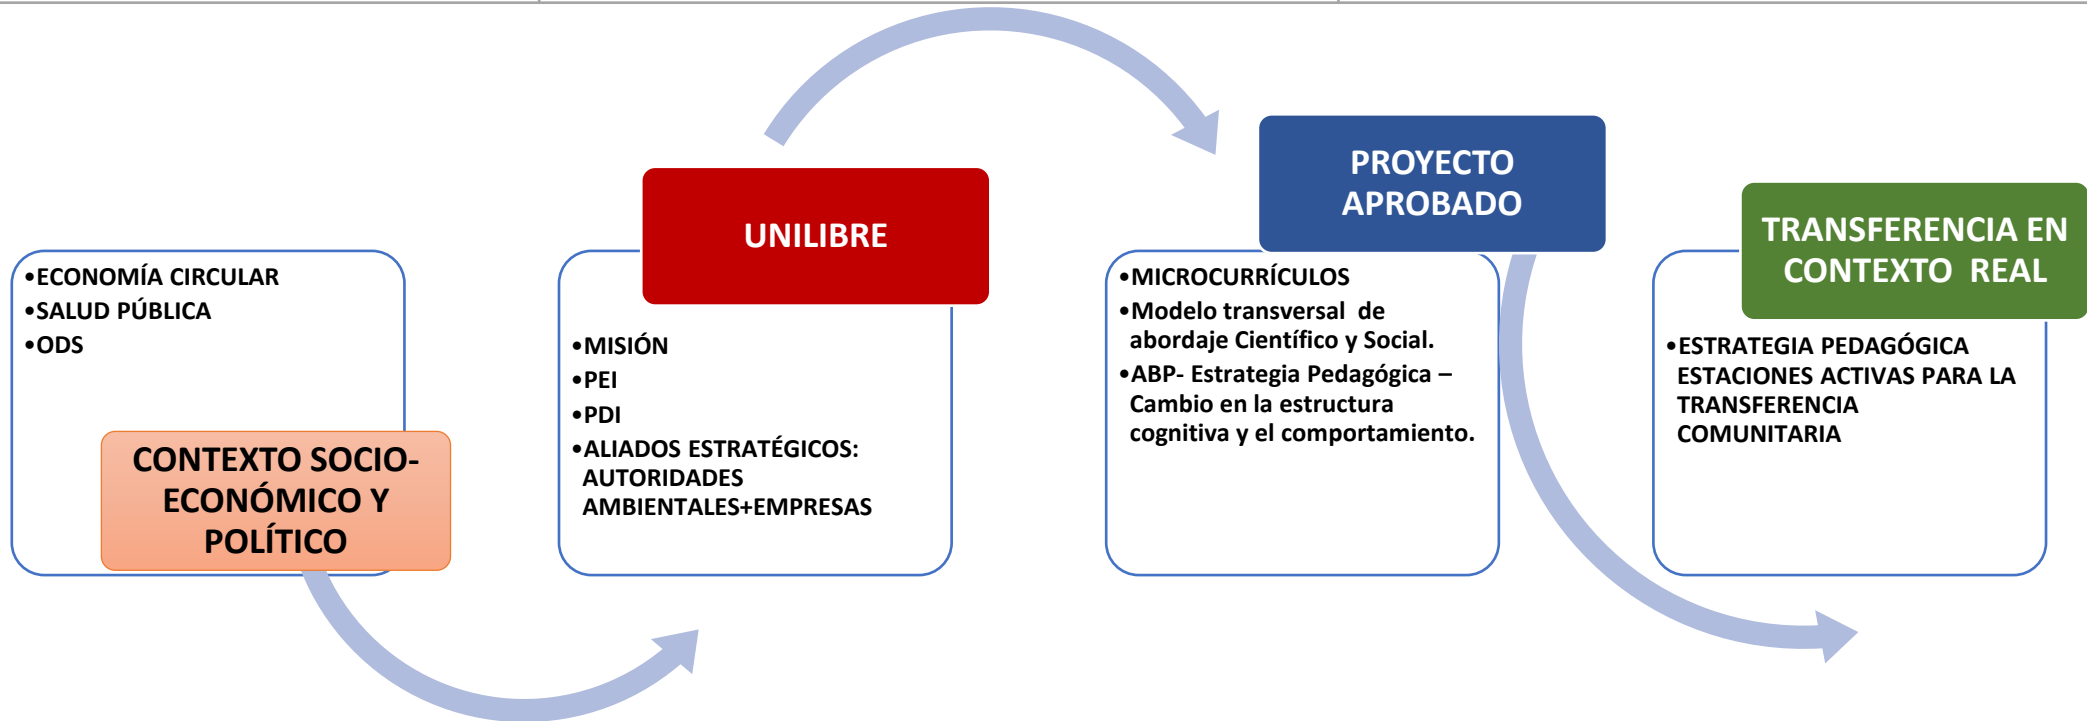 •ECONOMÍA CIRCULAR
•SALUD PÚBLICA
•ODS
CONTEXTO SOCIO-
ECONÓMICO Y
POLÍTICO
UNILIBRE
•MISIÓN
•PEI
•PDI
•ALIADOS ESTRATÉGICOS:
AUTORIDADES
AMBIENTALES+EMPRESAS
PROYECTO
APROBADO
•MICROCURRÍCULOS
•Modelo transversal de
abordaje Científico y Social.
•ABP- Estrategia Pedagógica –
Cambio en la estructura
cognitiva y el comportamiento.
TRANSFERENCIA EN
CONTEXTO REAL
•ESTRATEGIA PEDAGÓGICA
ESTACIONES ACTIVAS PARA LA
TRANSFERENCIA
COMUNITARIA